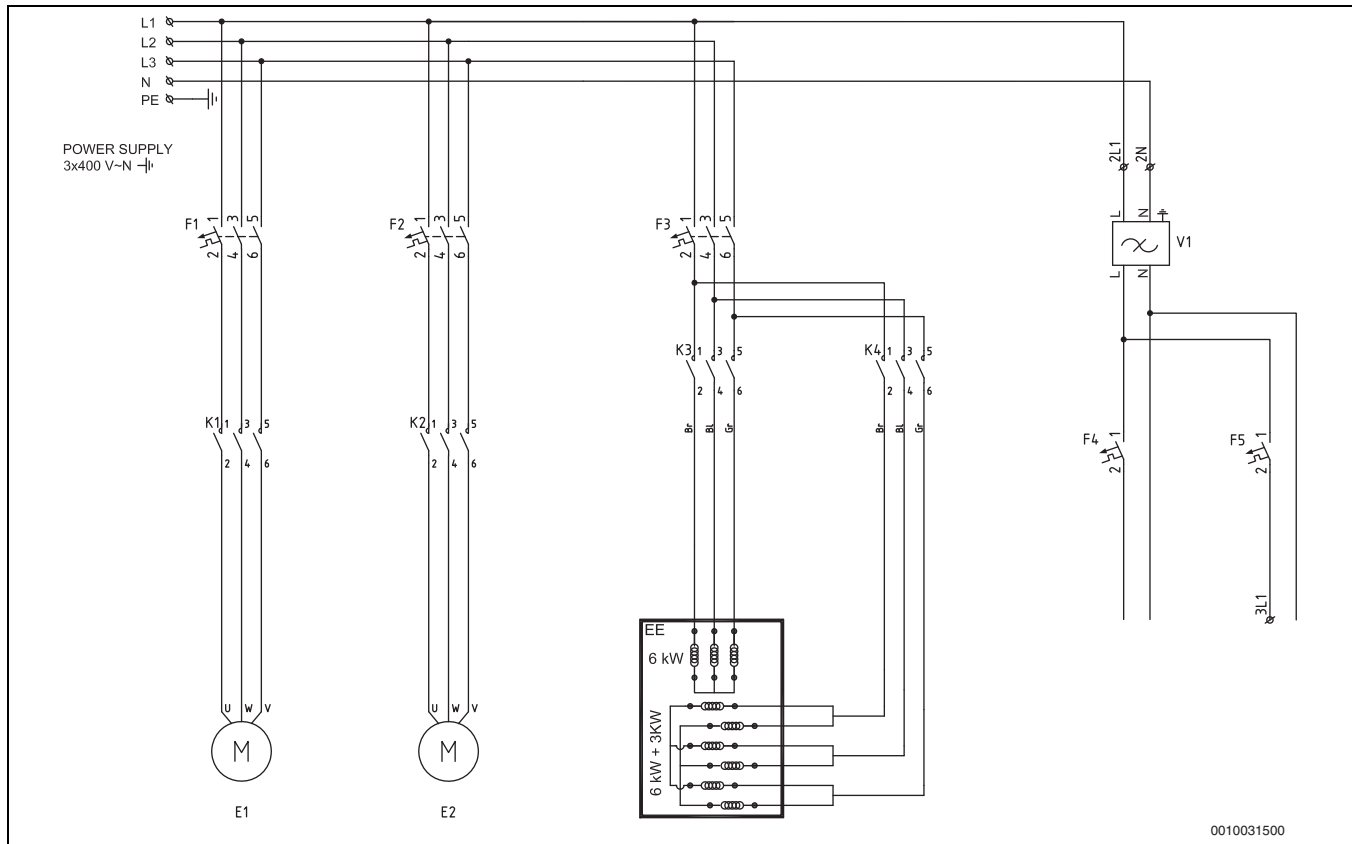 L1
L2
L3
N
PE
POWER SUPPLY
3x400 V~N
F1 1 3 5
2 4 6
F2 1 3 5
2 4 6
F3 1 3 5
2 4 6
2L1 2N
L N
V1
L N
K3 1 3 5
2 4 6
K4 1 3 5
2 4 6
Br Bl Gr
Br Bl Gr
K1 1 3 5
2 4 6
K2 1 3 5
2 4 6
F4 1
2
F5 1
2
3L1
EE
6 kW
6 kW + 3KW
U W V
M
E1
U W V
M
E2
0010031500